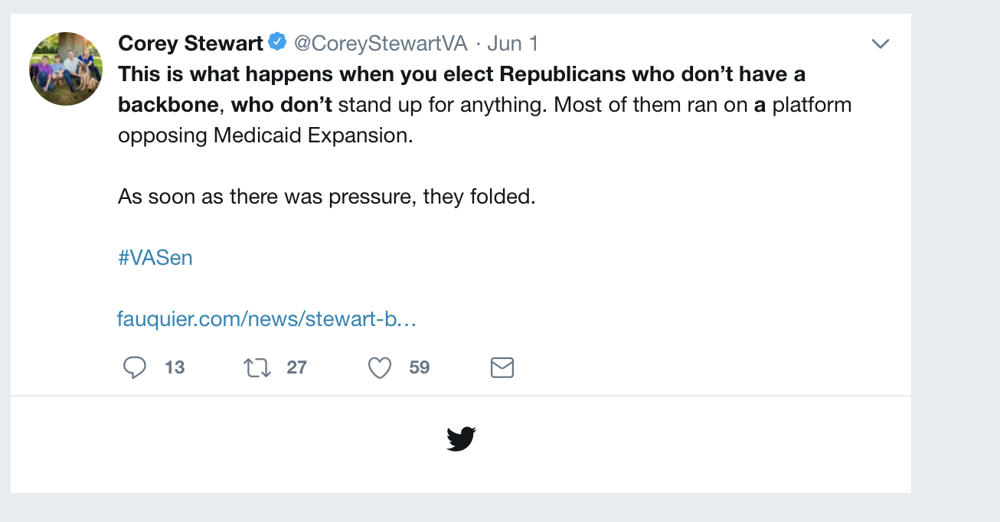 Corey Stewart @CoreyStewartVA · Jun 1
This is what happens when you elect Republicans who don’t have a
backbone, who don’t stand up for anything. Most of them ran on a platform
opposing Medicaid Expansion.
As soon as there was pressure, they folded.
#VASen
fauquier.com/news/stewart-b…
13 27 59